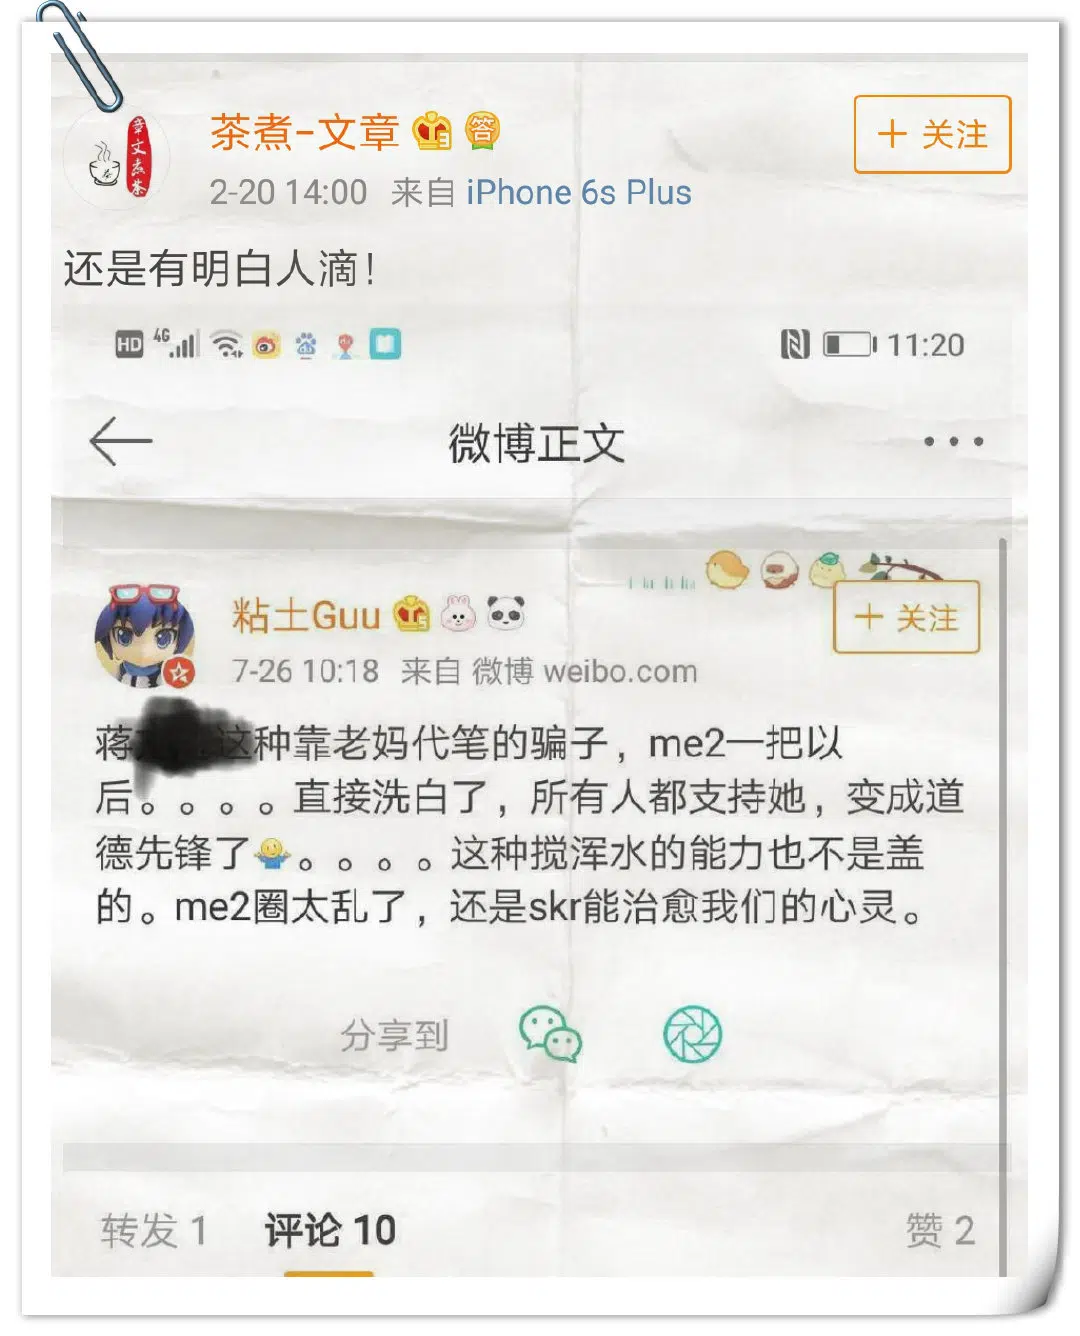 章文煮茶
茶煮-文章 答
2-20 14:00 来自 iPhone 6s Plus
+ 关注
还是有明白人滴!
HD 4G 11:20
微博正文
粘土Guu
+ 关注
7-26 10:18 来自 微博 weibo.com
蒋 这种靠老妈代笔的骗子，me2一把以
后。。。。直接洗白了，所有人都支持她，变成道
德先锋了。。。。这种搅浑水的能力也不是盖
的。me2圈太乱了，还是skr能治愈我们的心灵。
分享到
转发 1 评论 10 赞 2